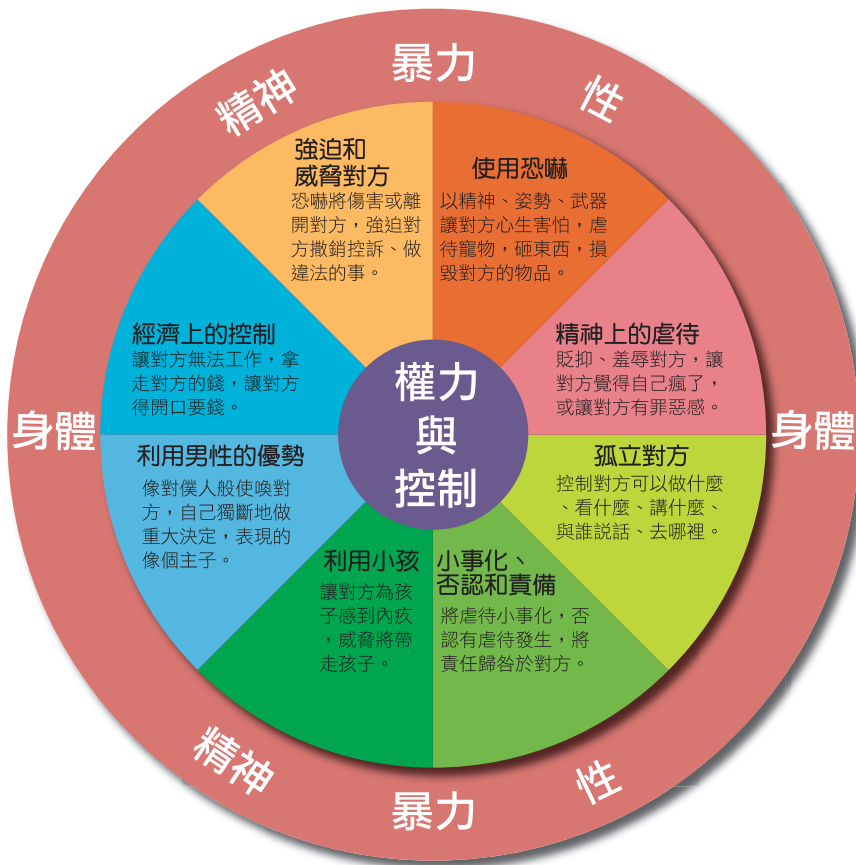 暴力
精神
性
強迫和
威脅對方
恐嚇將傷害或離
開對方，強迫對
方撒銷控訴、做
違法的事。
使用恐嚇
以精神、姿勢、武器
讓對方心生害怕，虐
待寵物，砸東西，損
毀對方的物品。
經濟上的控制
讓對方無法工作，拿
走對方的錢，讓對方
得開口要錢。
精神上的虐待
貶抑、羞辱對方，讓
對方覺得自己瘋了，
或讓對方有罪惡感。
身體
權力
與
控制
身體
利用男性的優勢
像對僕人般使喚對
方，自己獨斷地做
重大決定，表現的
像個主子。
孤立對方
控制對方可以做什麼
、看什麼、講什麼、
與誰説話、去哪裡。
利用小孩
讓對方為孩
子感到內疚
，威脅將帶
走孩子。
小事化、
否認和責備
將虐待小事化，否
認有虐待發生，將
責任歸咎於對方。
精神
性
暴力